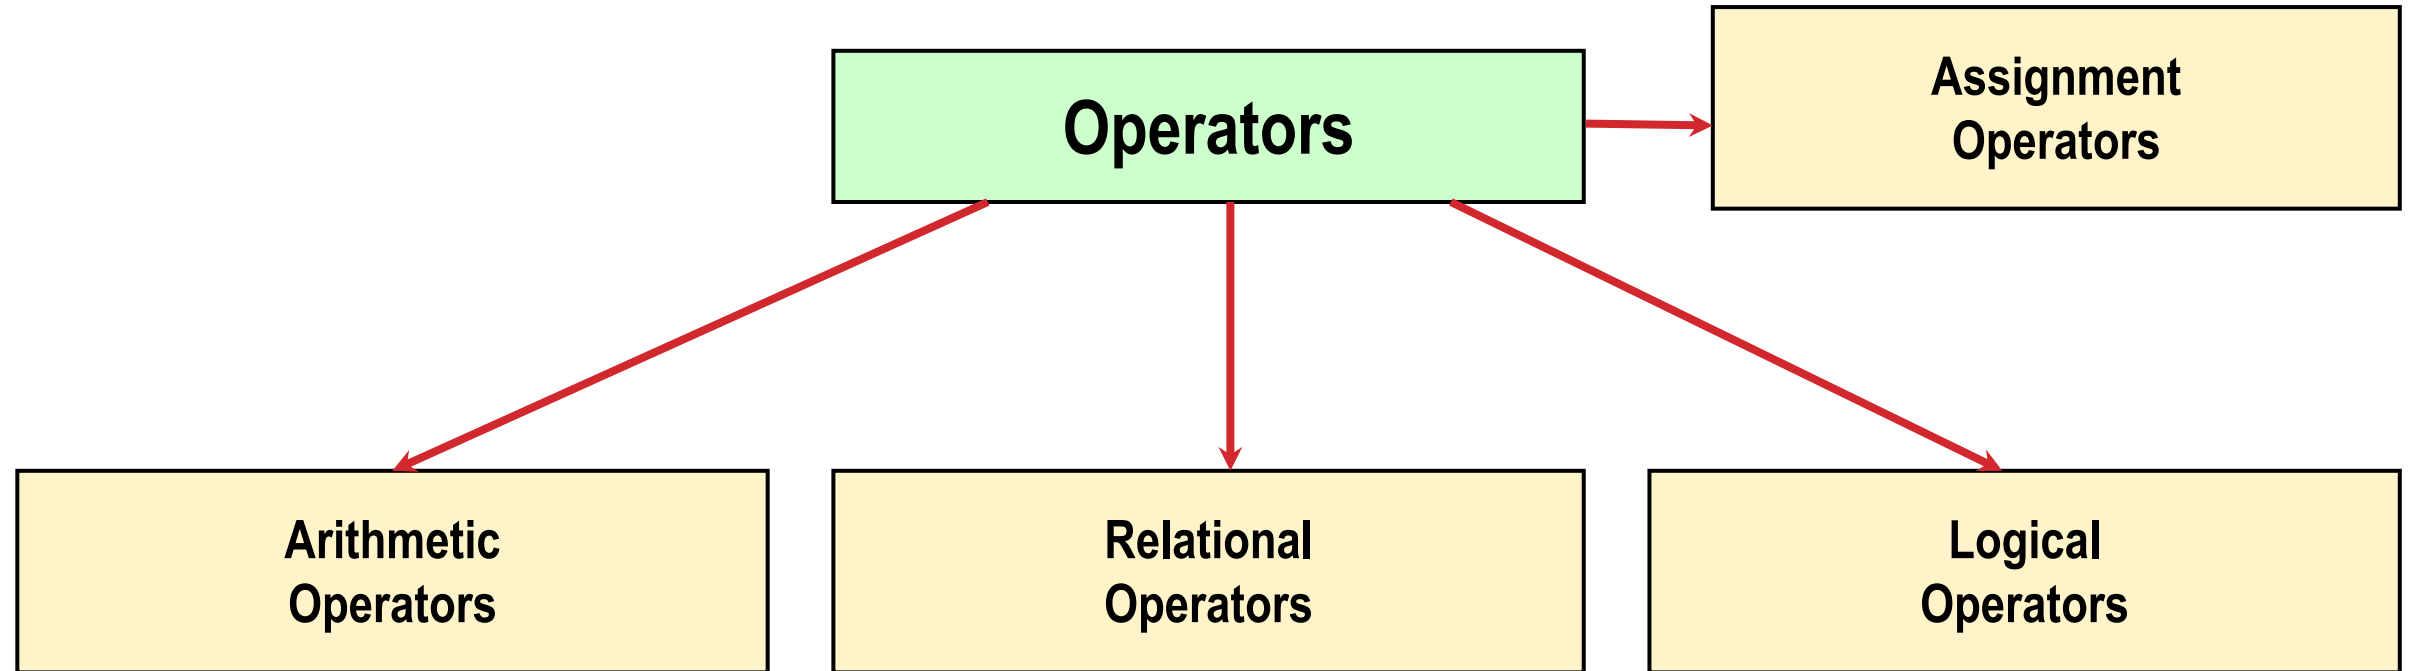 Operators
Assignment
Operators
Arithmetic
Operators
Relational
Operators
Logical
Operators